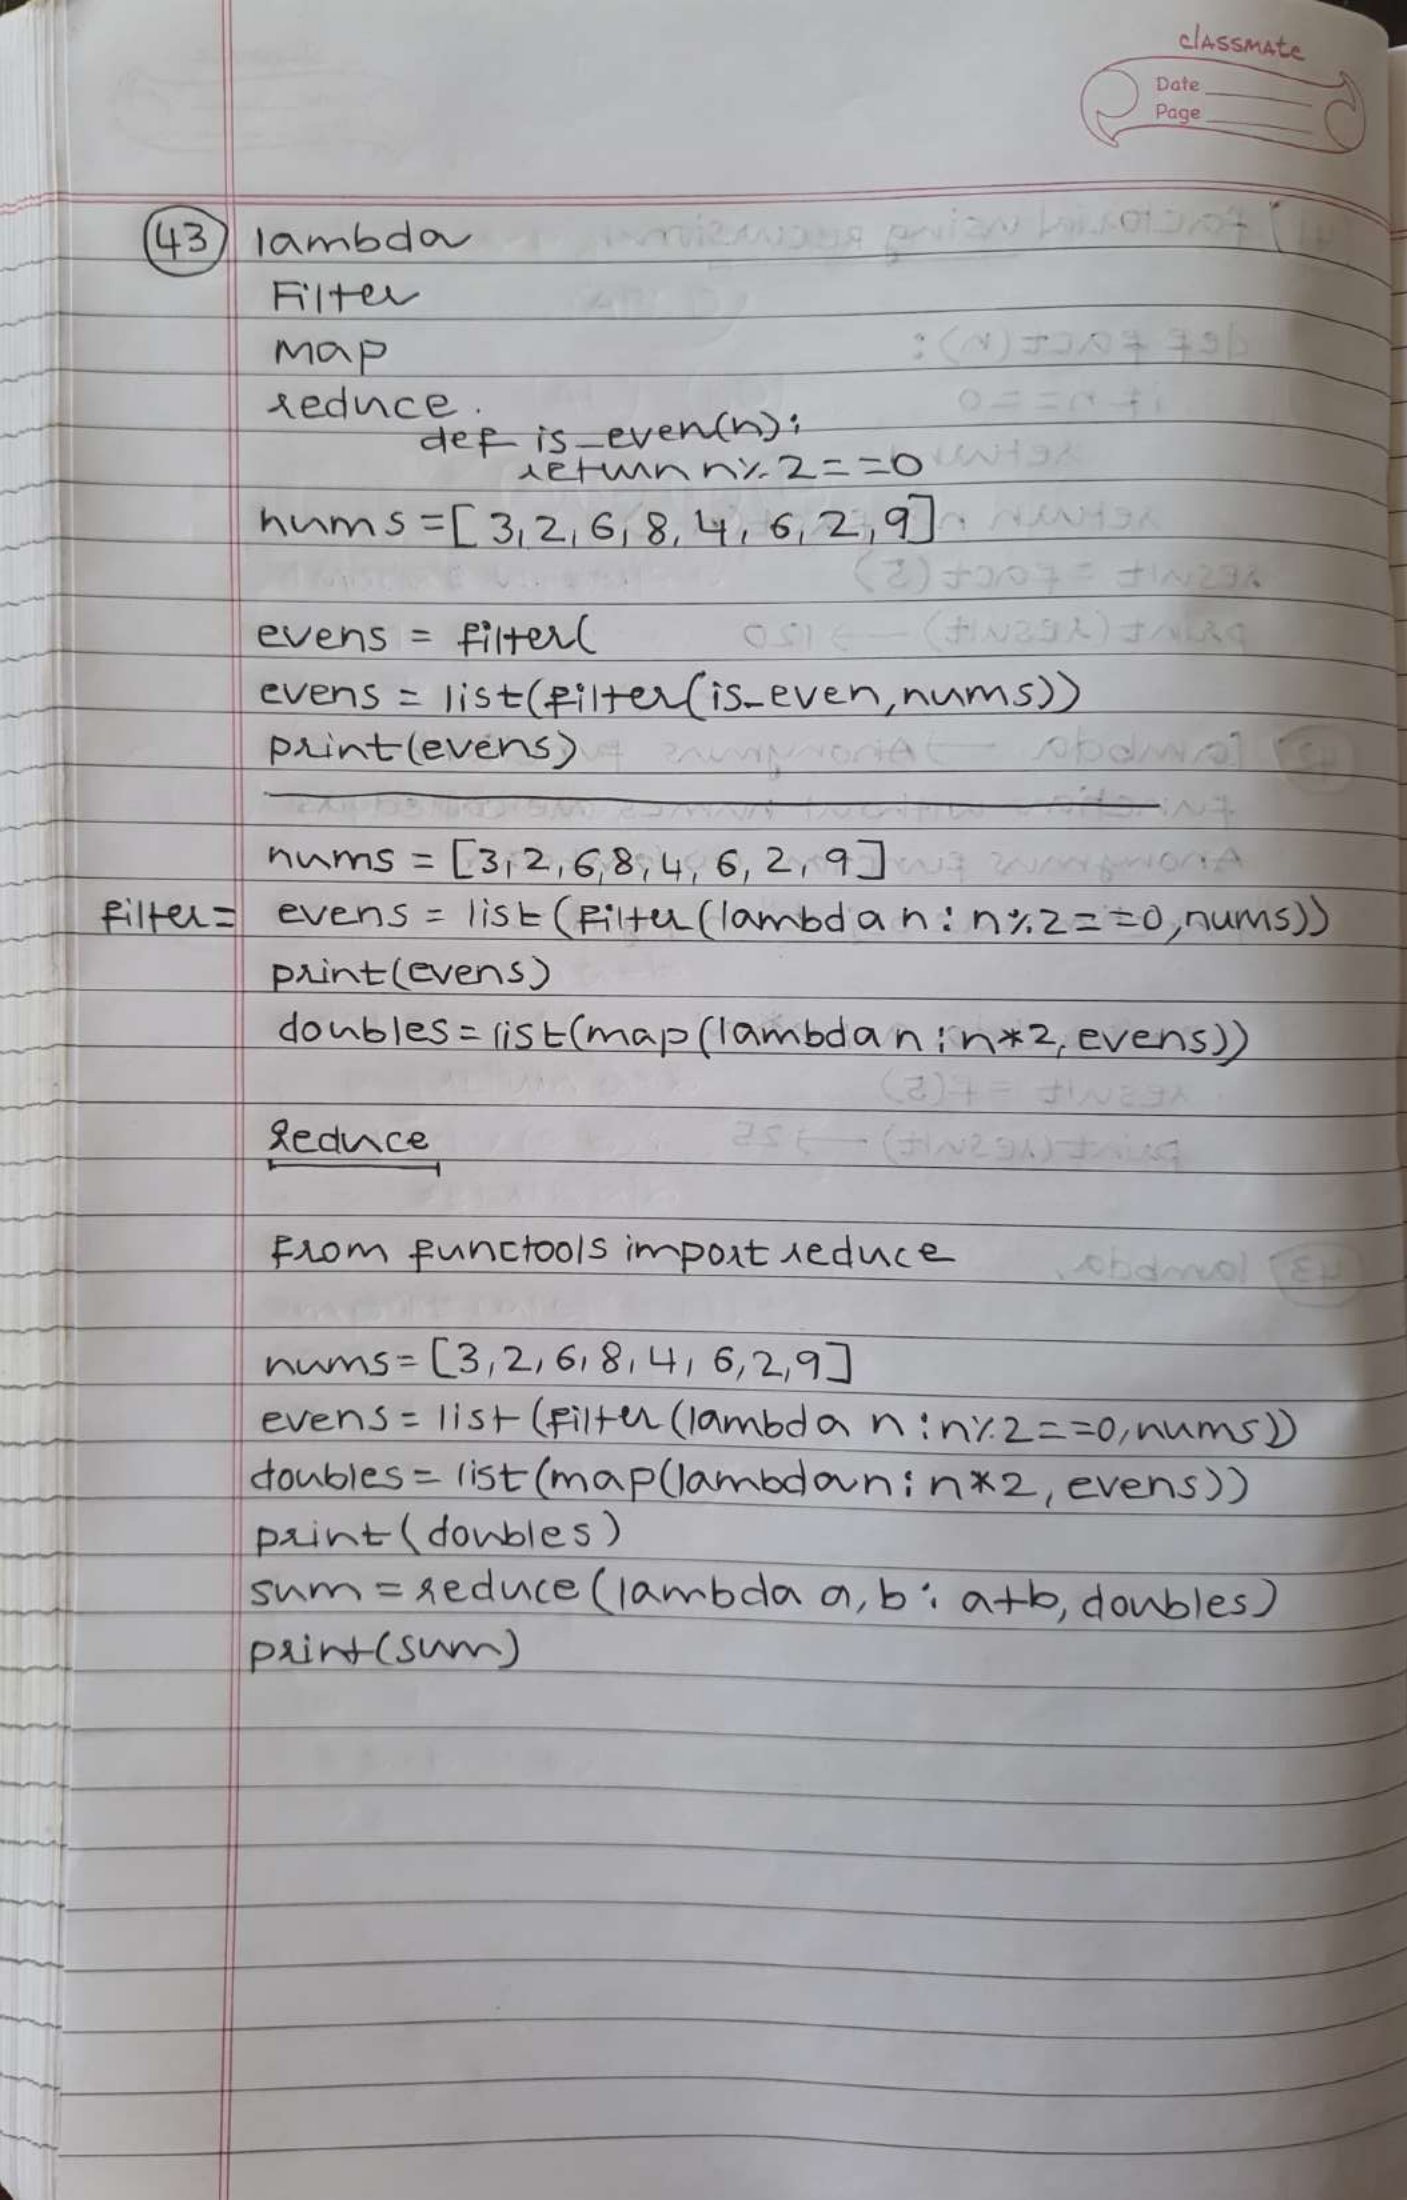 classmate
Date
Page
43 lambda
Filter
map
reduce.
def is_even(n):
return n%2==0
nums=[3,2,6,8,4,6,2,9]
evens = filter(
evens = list(filter(is_even,nums))
print(evens)
nums = [3,2,6,8,4,6,2,9]
filter= evens = list(filter(lambda n: n%2==0,nums))
print(evens)
doubles=list(map(lambda n:n*2,evens))
Reduce
from functools import reduce
nums=[3,2,6,8,4,6,2,9]
evens=list(filter(lambda n:n%2==0,nums))
doubles=list(map(lambda n:n*2,evens))
print(doubles)
sum=reduce(lambda a,b: a+b,doubles)
print(sum)